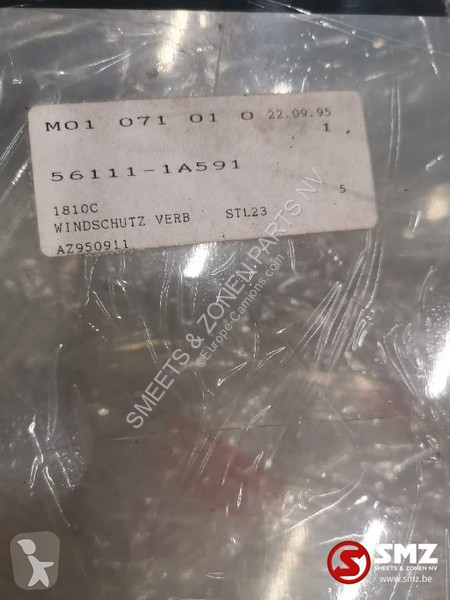 M01 071 01 0 22.09.95
1
56111-1A591
1810C 5
WINDSCHUTZ VERB STL23
AZ950911
SMEETS & ZONEN PARTS NV
©Europe-Camions.com
SMZ
SMEETS & ZONEN NV
www.smz.be